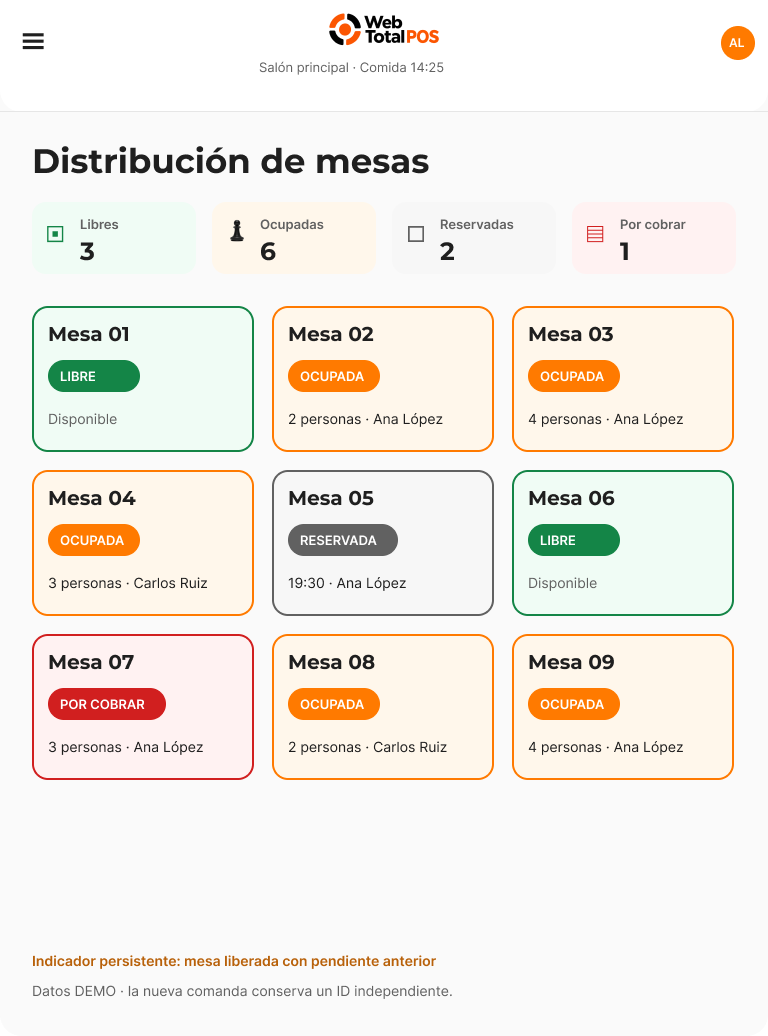 Web
TotalPOS
AL
Salón principal · Comida 14:25
Distribución de mesas
Libres
3
Ocupadas
6
Reservadas
2
Por cobrar
1
Mesa 01
LIBRE
Disponible
Mesa 02
OCUPADA
2 personas · Ana López
Mesa 03
OCUPADA
4 personas · Ana López
Mesa 04
OCUPADA
3 personas · Carlos Ruiz
Mesa 05
RESERVADA
19:30 · Ana López
Mesa 06
LIBRE
Disponible
Mesa 07
POR COBRAR
3 personas · Ana López
Mesa 08
OCUPADA
2 personas · Carlos Ruiz
Mesa 09
OCUPADA
4 personas · Ana López
Indicador persistente: mesa liberada con pendiente anterior
Datos DEMO · la nueva comanda conserva un ID independiente.